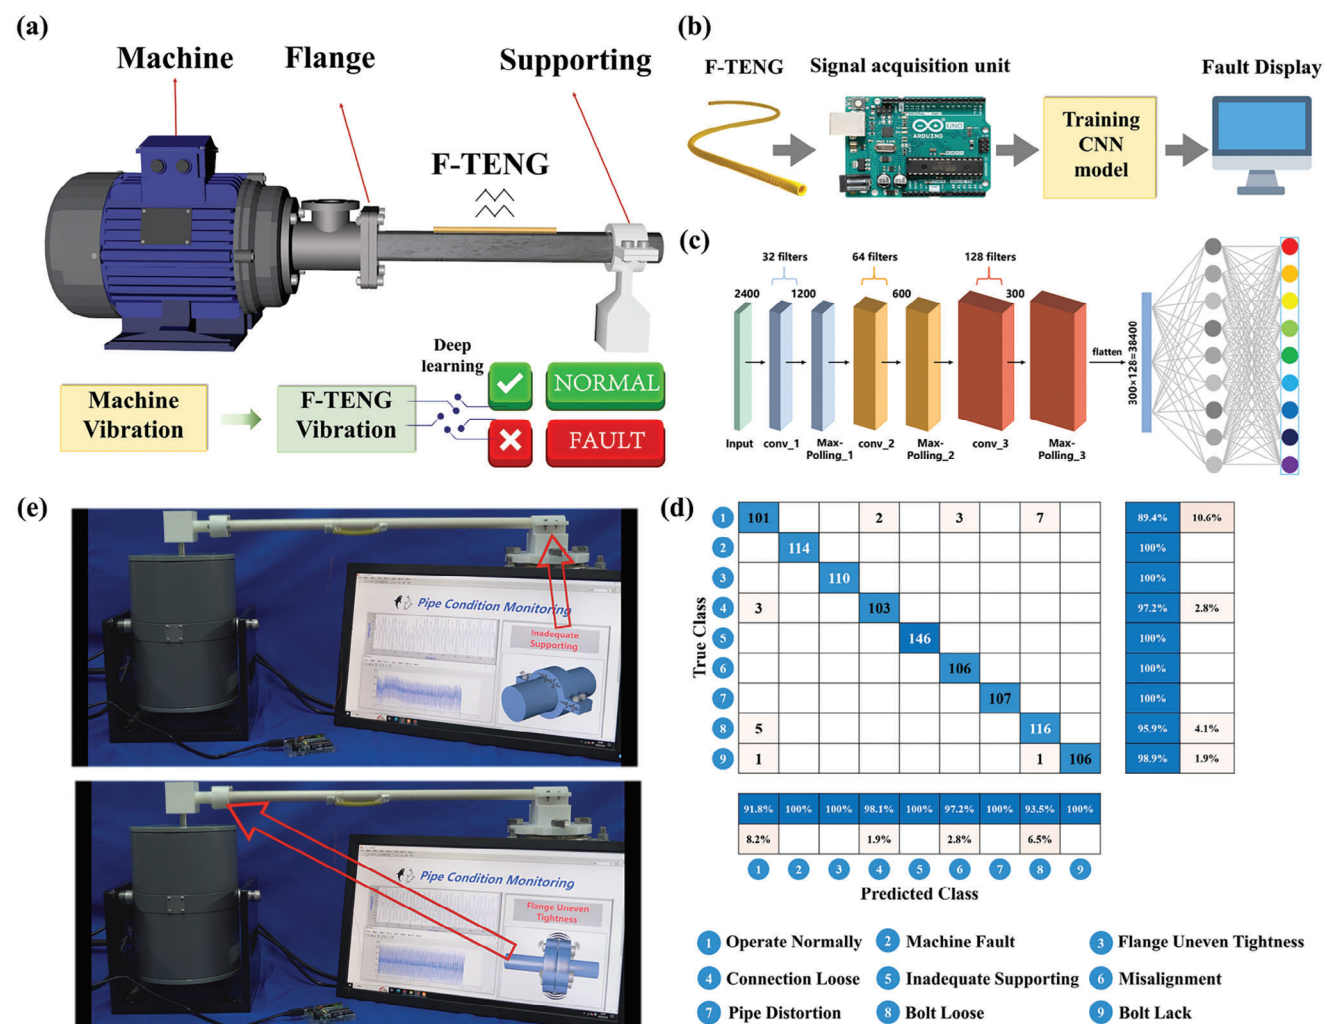 (a)
Machine
Flange
Supporting
F-TENG
Deep
learning
Machine
Vibration
F-TENG
Vibration
NORMAL
FAULT
(b)
F-TENG
Signal acquisition unit
Fault Display
ARDUINO
UNO
Training
CNN
model
(c)
32 filters
64 filters
128 filters
2400
1200
600
300
Input
conv_1
Max-
Polling_1
conv_2
Max-
Polling_2
conv_3
Max-
Polling_3
flatten
300×128=38400
(e)
Pipe Condition Monitoring
Inadequate
Supporting
Pipe Condition Monitoring
Flange Uneven
Tightness
(d)
True Class
1 101 2 3 7 89.4% 10.6%
2 114 100%
3 110 100%
4 3 103 97.2% 2.8%
5 146 100%
6 106 100%
7 107 100%
8 5 116 95.9% 4.1%
9 1 1 106 98.9% 1.9%
91.8% 100% 100% 98.1% 100% 97.2% 100% 93.5% 100%
8.2% 1.9% 2.8% 6.5%
1 2 3 4 5 6 7 8 9
Predicted Class
1 Operate Normally 2 Machine Fault 3 Flange Uneven Tightness
4 Connection Loose 5 Inadequate Supporting 6 Misalignment
7 Pipe Distortion 8 Bolt Loose 9 Bolt Lack